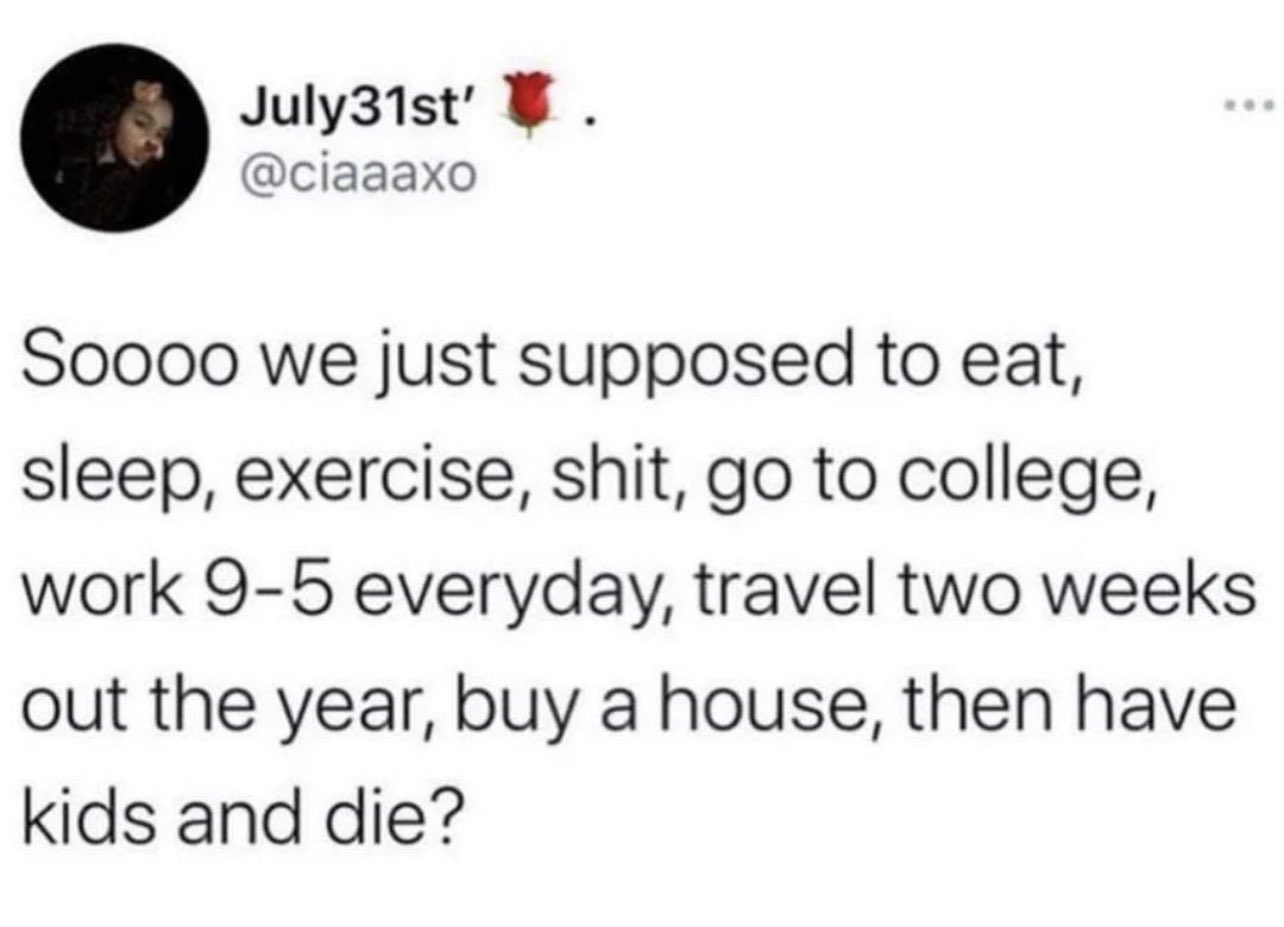 July31st’ 🌹 .
@ciaaaxo
Soooo we just supposed to eat,
sleep, exercise, shit, go to college,
work 9-5 everyday, travel two weeks
out the year, buy a house, then have
kids and die?